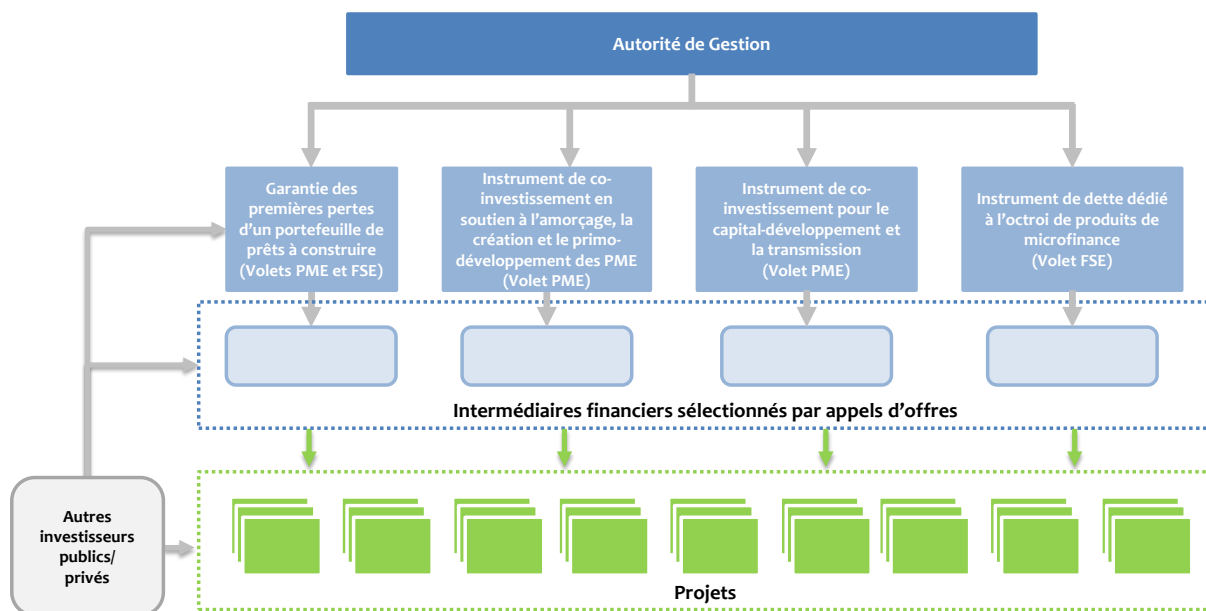 Autorité de Gestion
Garantie des
premières pertes
d'un portefeuille de
prêts à construire
(Volets PME et FSE)
Instrument de co-
investissement en
soutien à l'amorçage, la
création et le primo-
développement des PME
(Volet PME)
Instrument de co-
investissement pour le
capital-développement et
la transmission
(Volet PME)
Instrument de dette dédié
à l'octroi de produits de
microfinance
(Volet FSE)
Intermédiaires financiers sélectionnés par appels d'offres
Autres
investisseurs
publics/
privés
Projets